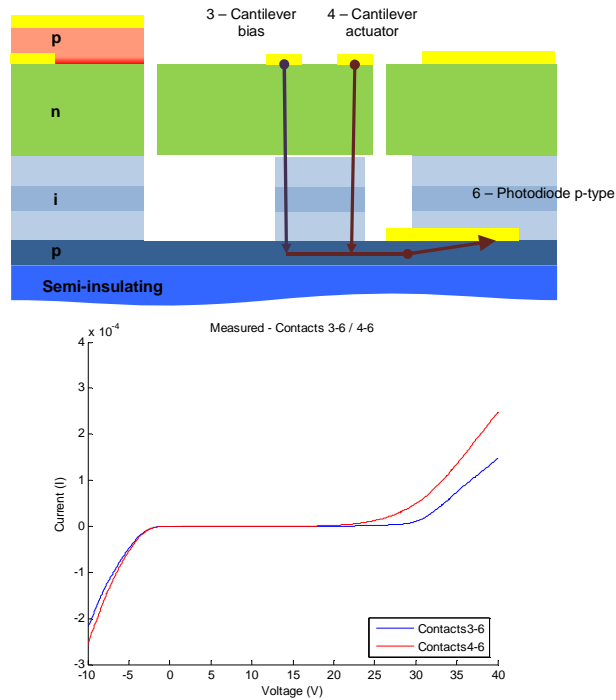 3 – Cantilever
bias
4 – Cantilever
actuator
p
n
i
6 – Photodiode p-type
p
Semi-insulating
Measured - Contacts 3-6 / 4-6
x 10⁻⁴
4
3
2
1
0
-1
-2
-3
Current (I)
-10
-5
0
5
10
15
20
25
30
35
40
Voltage (V)
Contacts3-6
Contacts4-6